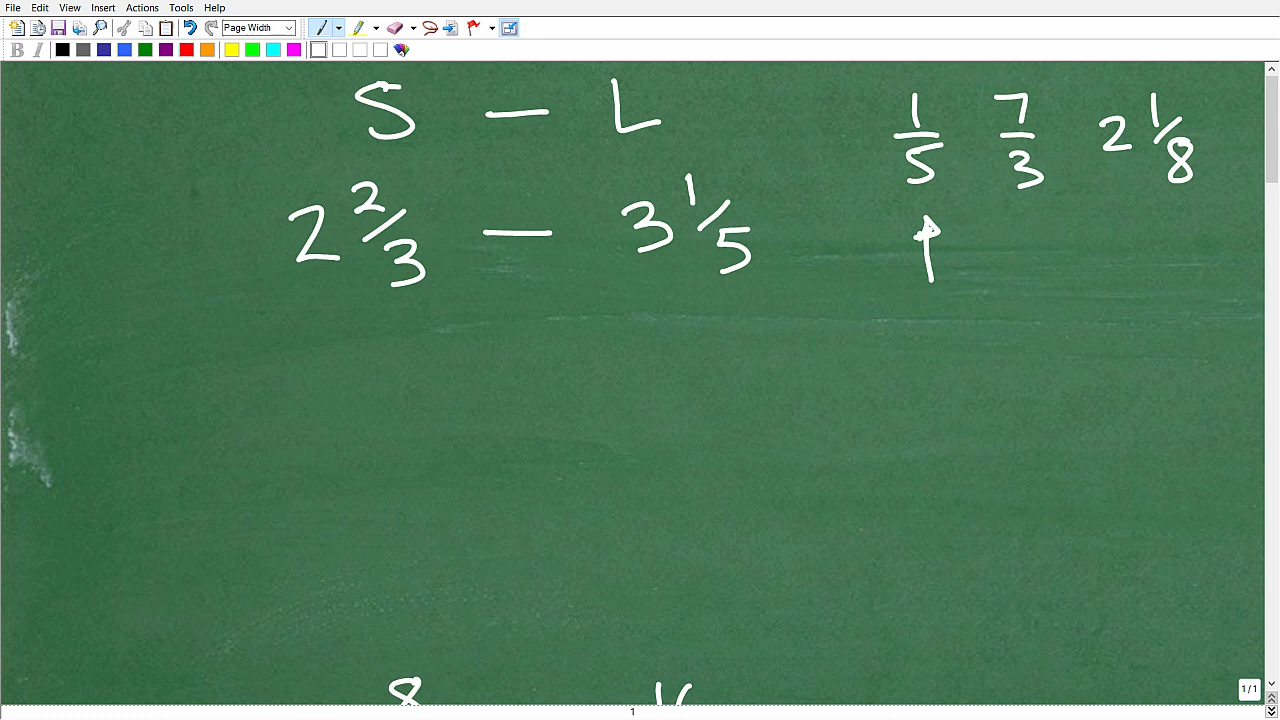 File Edit View Insert Actions Tools Help
Page Width
B I
S — L
1/5 7/3 2 1/8
2 2/3 — 3 1/5
8
1/1
1